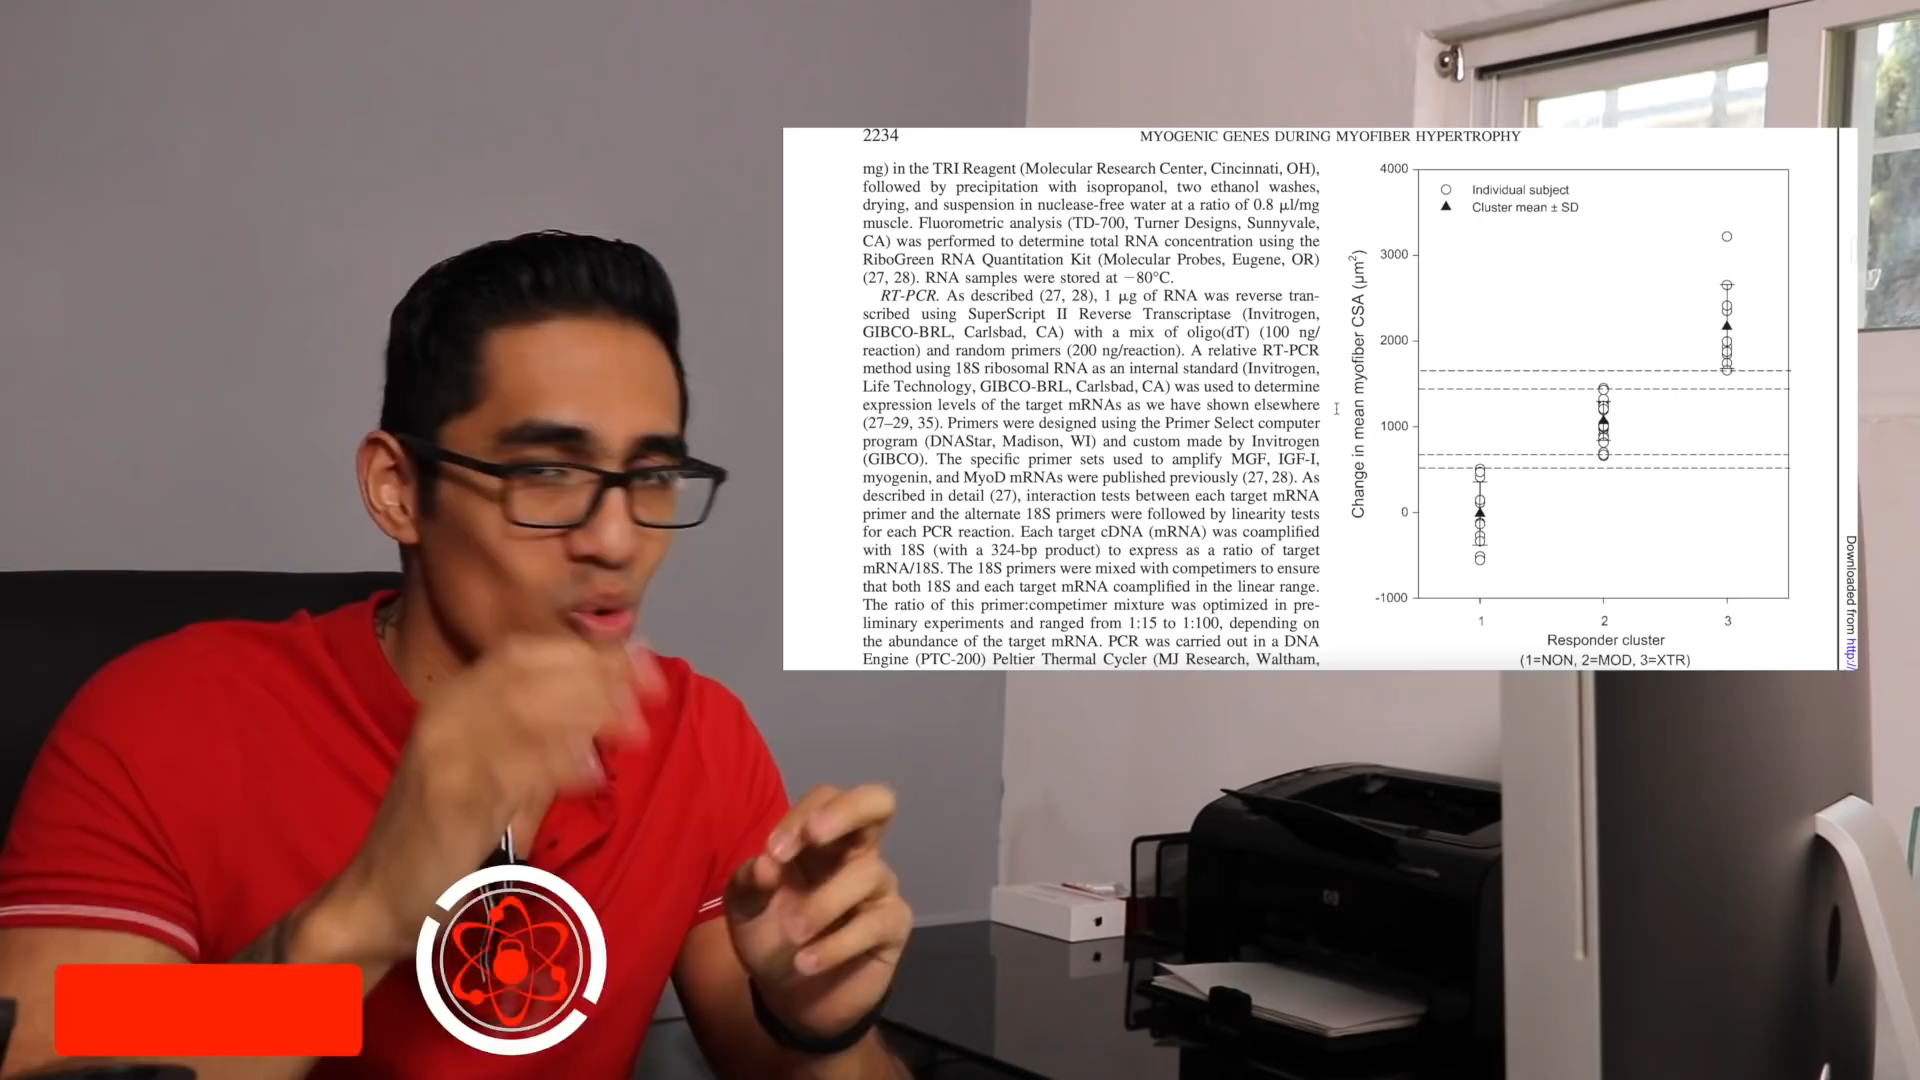 2234
MYOGENIC GENES DURING MYOFIBER HYPERTROPHY
mg) in the TRI Reagent (Molecular Research Center, Cincinnati, OH),
followed by precipitation with isopropanol, two ethanol washes,
drying, and suspension in nuclease-free water at a ratio of 0.8 μl/mg
muscle. Fluorometric analysis (TD-700, Turner Designs, Sunnyvale,
CA) was performed to determine total RNA concentration using the
RiboGreen RNA Quantitation Kit (Molecular Probes, Eugene, OR)
(27, 28). RNA samples were stored at −80°C.
RT-PCR. As described (27, 28), 1 μg of RNA was reverse tran-
scribed using SuperScript II Reverse Transcriptase (Invitrogen,
GIBCO-BRL, Carlsbad, CA) with a mix of oligo(dT) (100 ng/
reaction) and random primers (200 ng/reaction). A relative RT-PCR
method using 18S ribosomal RNA as an internal standard (Invitrogen,
Life Technology, GIBCO-BRL, Carlsbad, CA) was used to determine
expression levels of the target mRNAs as we have shown elsewhere
(27–29, 35). Primers were designed using the Primer Select computer
program (DNAStar, Madison, WI) and custom made by Invitrogen
(GIBCO). The specific primer sets used to amplify MGF, IGF-I,
myogenin, and MyoD mRNAs were published previously (27, 28). As
described in detail (27), interaction tests between each target mRNA
primer and the alternate 18S primers were followed by linearity tests
for each PCR reaction. Each target cDNA (mRNA) was coamplified
with 18S (with a 324-bp product) to express as a ratio of target
mRNA/18S. The 18S primers were mixed with competimers to ensure
that both 18S and each target mRNA coamplified in the linear range.
The ratio of this primer:competimer mixture was optimized in pre-
liminary experiments and ranged from 1:15 to 1:100, depending on
the abundance of the target mRNA. PCR was carried out in a DNA
Engine (PTC-200) Peltier Thermal Cycler (MJ Research, Waltham,
4000
3000
2000
1000
0
-1000
Change in mean myofiber CSA (μm²)
Individual subject
Cluster mean ± SD
1 2 3
Responder cluster
(1=NON, 2=MOD, 3=XTR)
Downloaded from http://
hp